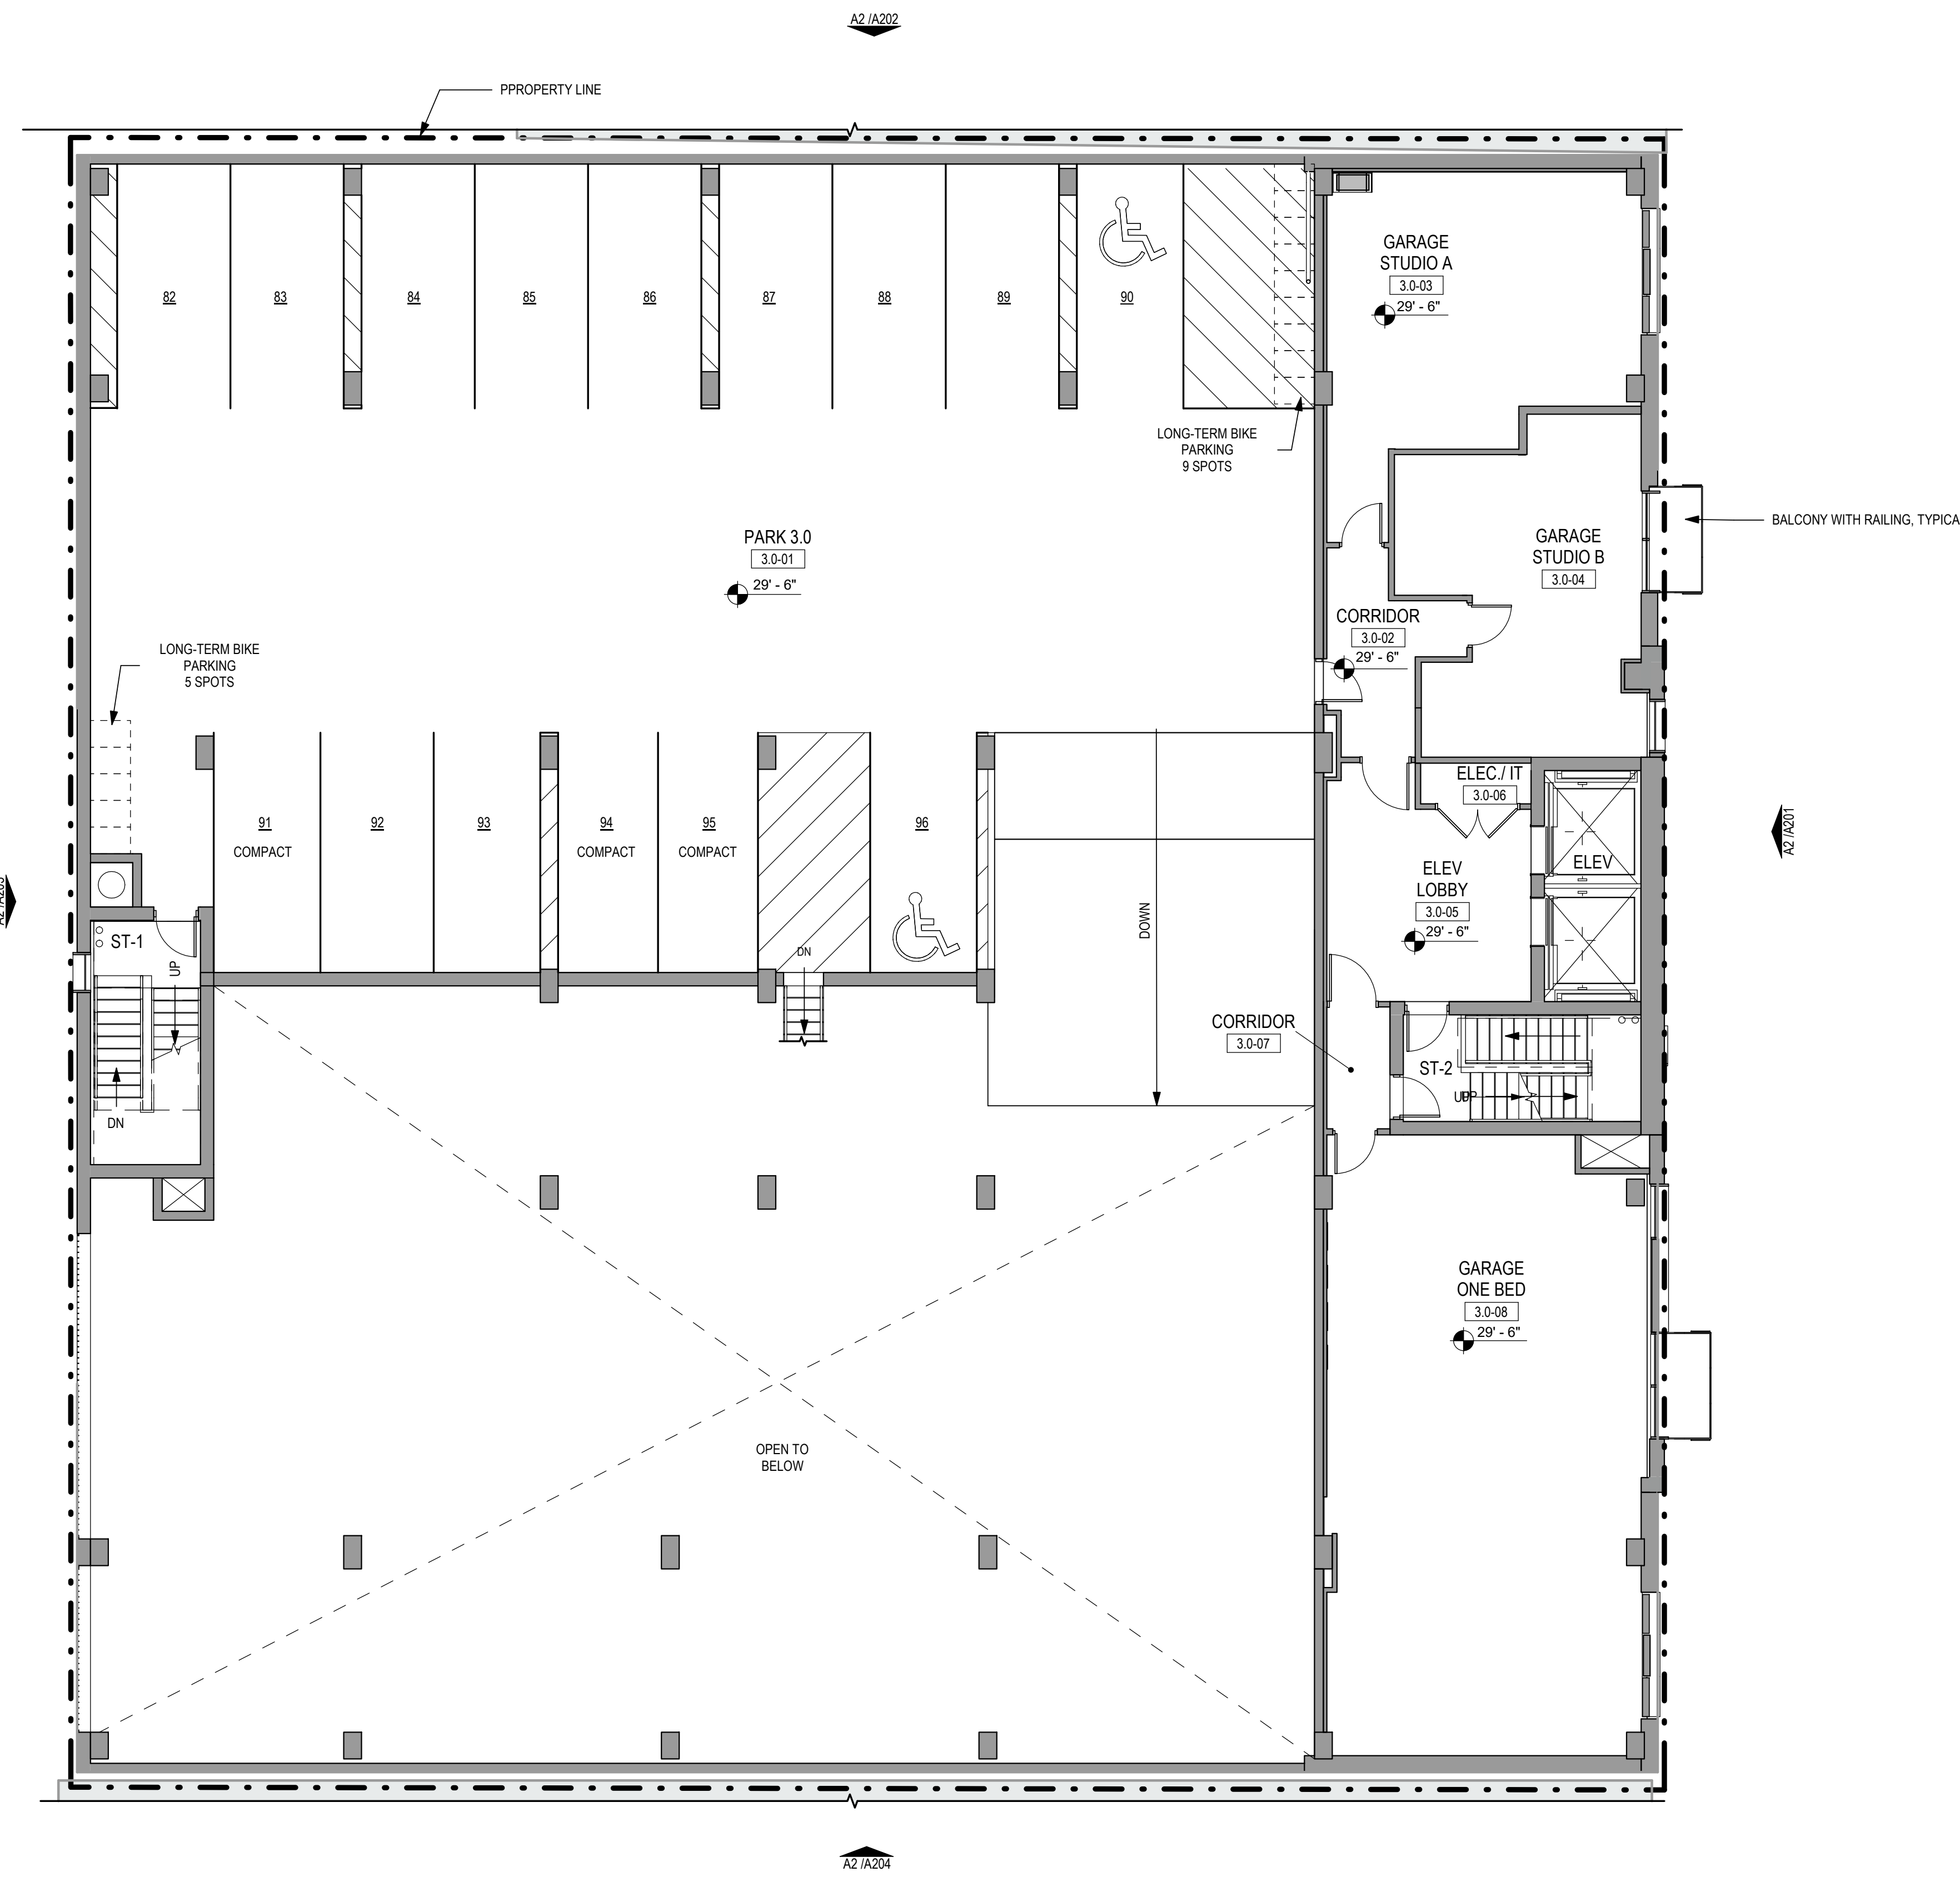 A2 /A202
PPROPERTY LINE
GARAGE
STUDIO A
3.0-03
29' - 6"
82
83
84
85
86
87
88
89
90
LONG-TERM BIKE
PARKING
9 SPOTS
BALCONY WITH RAILING, TYPICA
PARK 3.0
3.0-01
29' - 6"
GARAGE
STUDIO B
3.0-04
CORRIDOR
3.0-02
29' - 6"
LONG-TERM BIKE
PARKING
5 SPOTS
ELEC./ IT
3.0-06
91
COMPACT
92
93
94
COMPACT
95
COMPACT
96
A2 /A201
ELEV
ELEV
LOBBY
3.0-05
29' - 6"
DOWN
ST-1
UP
DN
DN
CORRIDOR
3.0-07
ST-2
UP
GARAGE
ONE BED
3.0-08
29' - 6"
OPEN TO
BELOW
A2 /A204